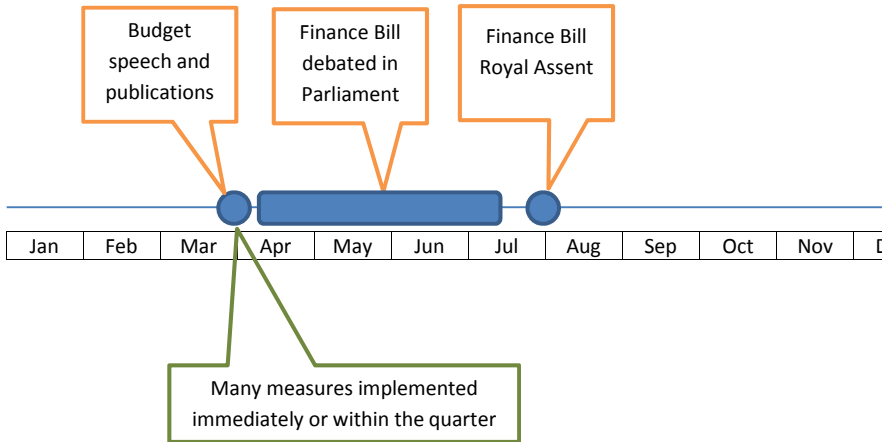 Budget
speech and
publications
Finance Bill
debated in
Parliament
Finance Bill
Royal Assent
Jan Feb Mar Apr May Jun Jul Aug Sep Oct Nov D
Many measures implemented
immediately or within the quarter